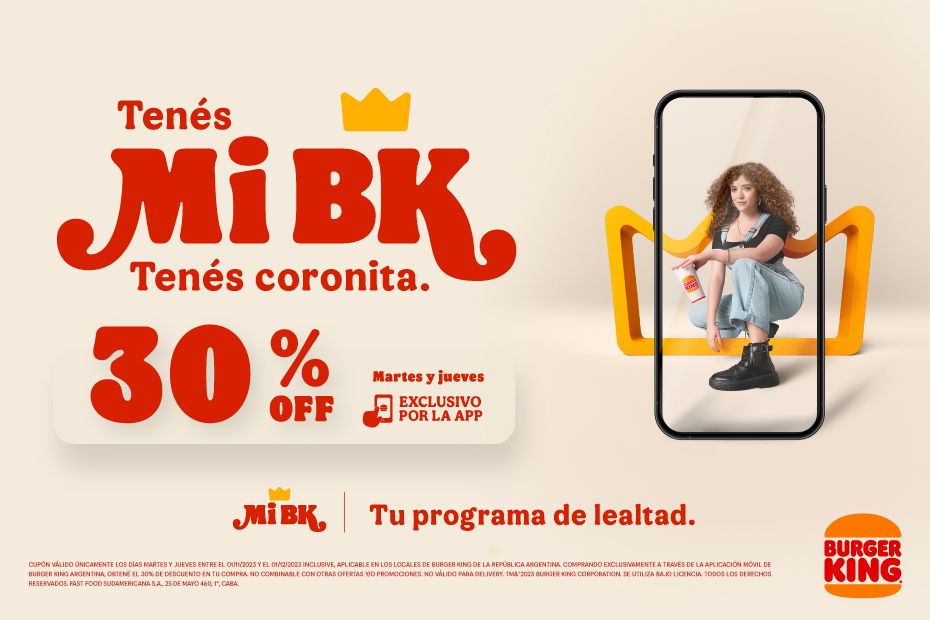 Tenés
Mi BK
Tenés coronita.
30% OFF
Martes y jueves
EXCLUSIVO
POR LA APP
BURGER
KING
Mi BK
Tu programa de lealtad.
BURGER
KING
CUPÓN VÁLIDO ÚNICAMENTE LOS DÍAS MARTES Y JUEVES ENTRE EL 01/11/2023 Y EL 01/12/2023 INCLUSIVE, APLICABLE EN LOS LOCALES DE BURGER KING DE LA REPÚBLICA ARGENTINA. COMPRANDO EXCLUSIVAMENTE A TRAVÉS DE LA APLICACIÓN MÓVIL DE
BURGER KING ARGENTINA, OBTENÉ EL 30% DE DESCUENTO EN TU COMPRA. NO COMBINABLE CON OTRAS OFERTAS Y/O PROMOCIONES. NO VÁLIDO PARA DELIVERY. TM&°2023 BURGER KING CORPORATION. SE UTILIZA BAJO LICENCIA. TODOS LOS DERECHOS
RESERVADOS. FAST FOOD SUDAMERICANA S.A., 25 DE MAYO 460, 1°, CABA.